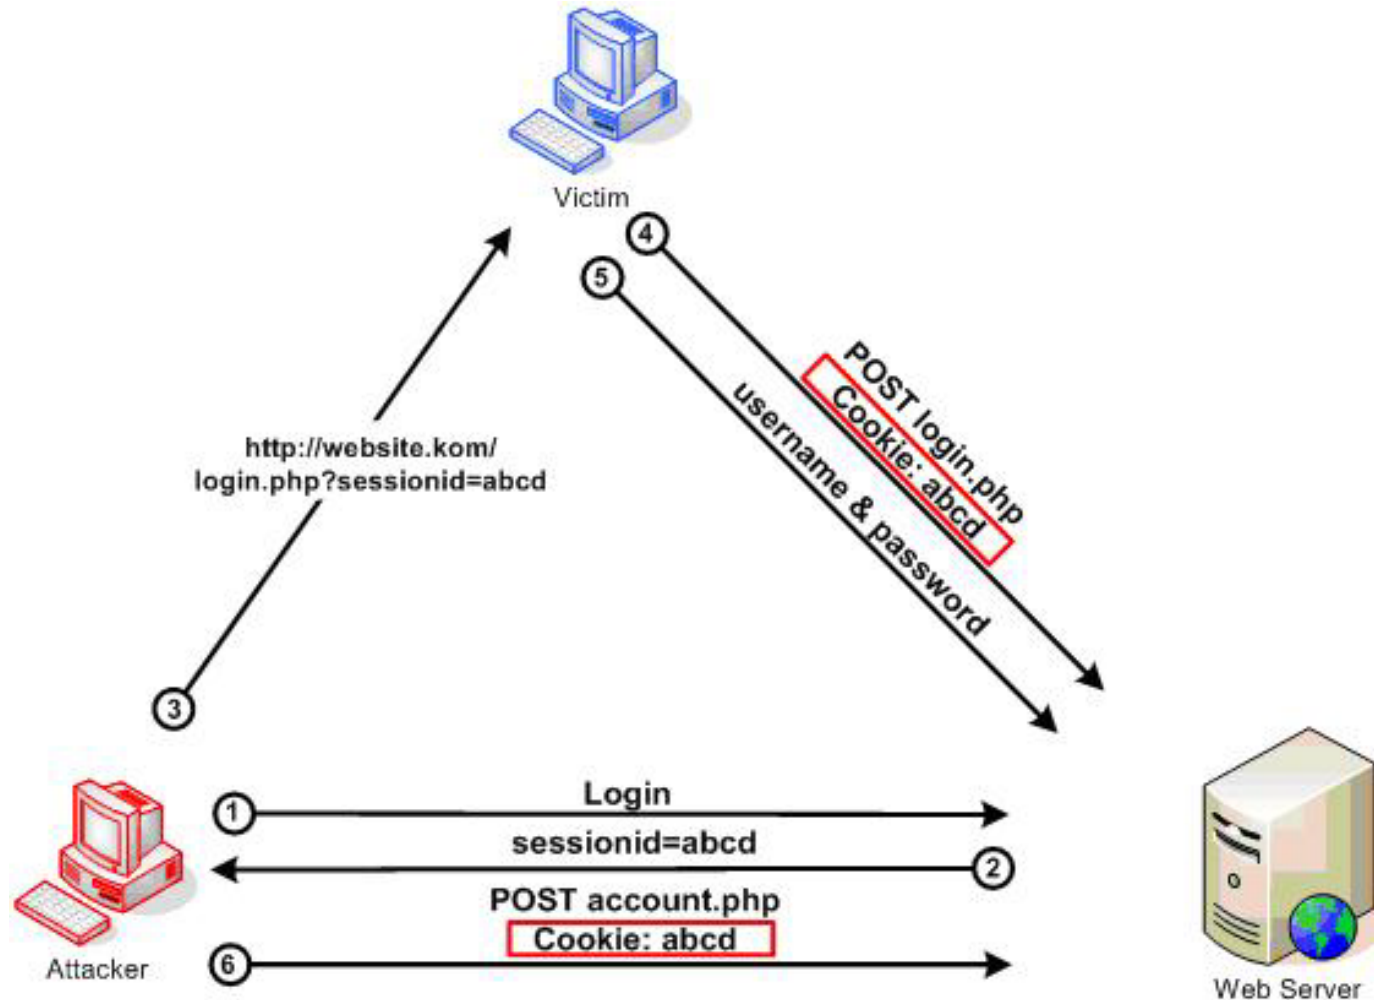 Victim
4
5
POST login.php
Cookie: abcd
username & password
http://website.kom/
login.php?sessionid=abcd
3
1
Login
sessionid=abcd
2
POST account.php
Cookie: abcd
6
Attacker
Web Server